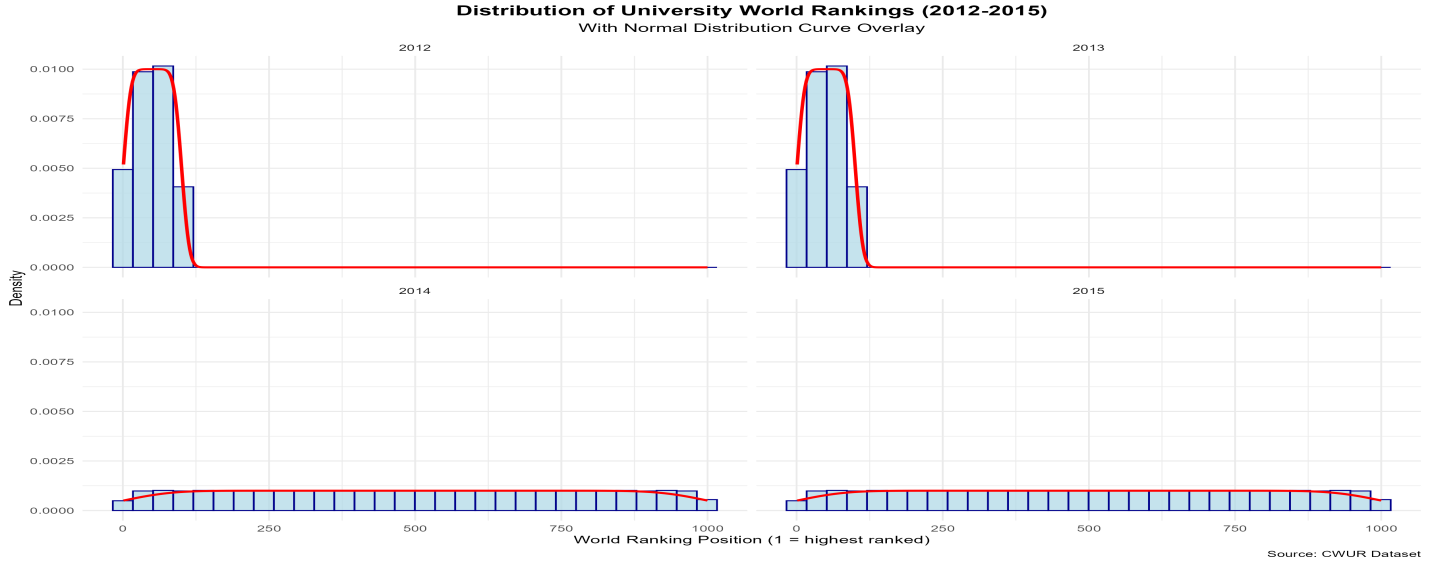 Distribution of University World Rankings (2012-2015)
With Normal Distribution Curve Overlay
2012
2013
0.0100
0.0075
0.0050
0.0025
0.0000
Density
2014
2015
0.0100
0.0075
0.0050
0.0025
0.0000
0 250 500 750 1000 0 250 500 750 1000
World Ranking Position (1 = highest ranked)
Source: CWUR Dataset